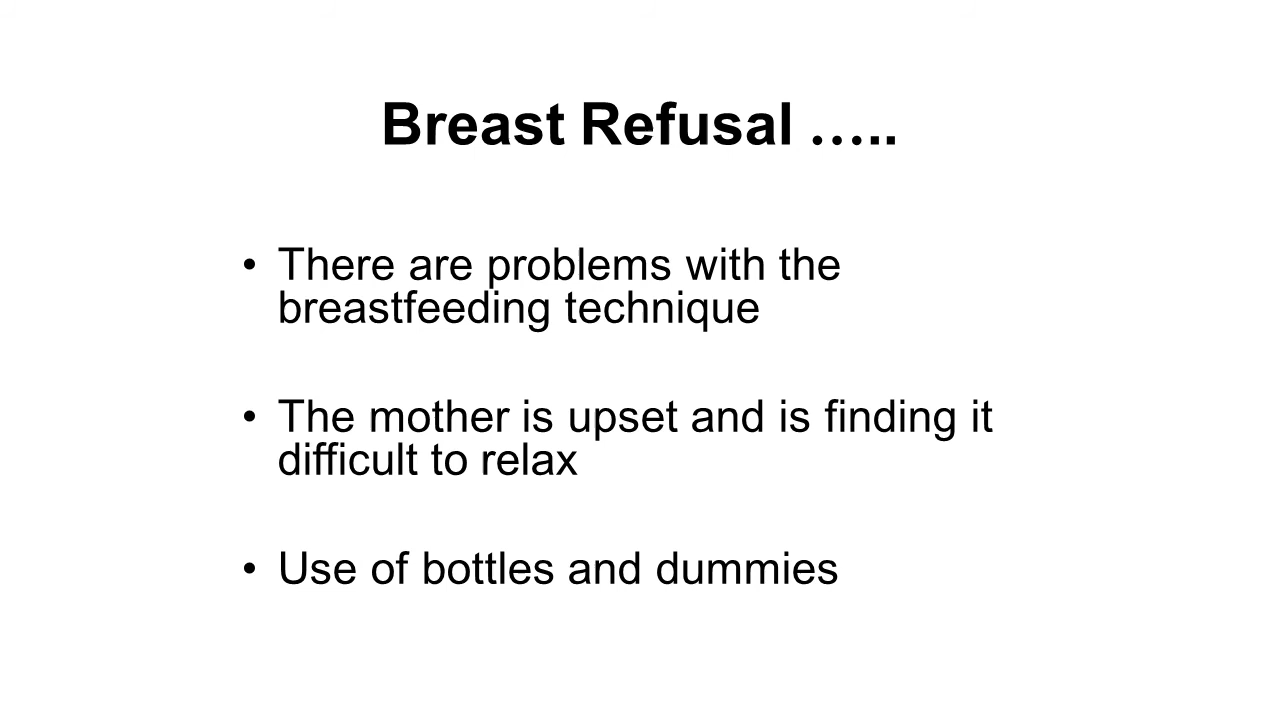 Breast Refusal …..
• There are problems with the
breastfeeding technique
• The mother is upset and is finding it
difficult to relax
• Use of bottles and dummies